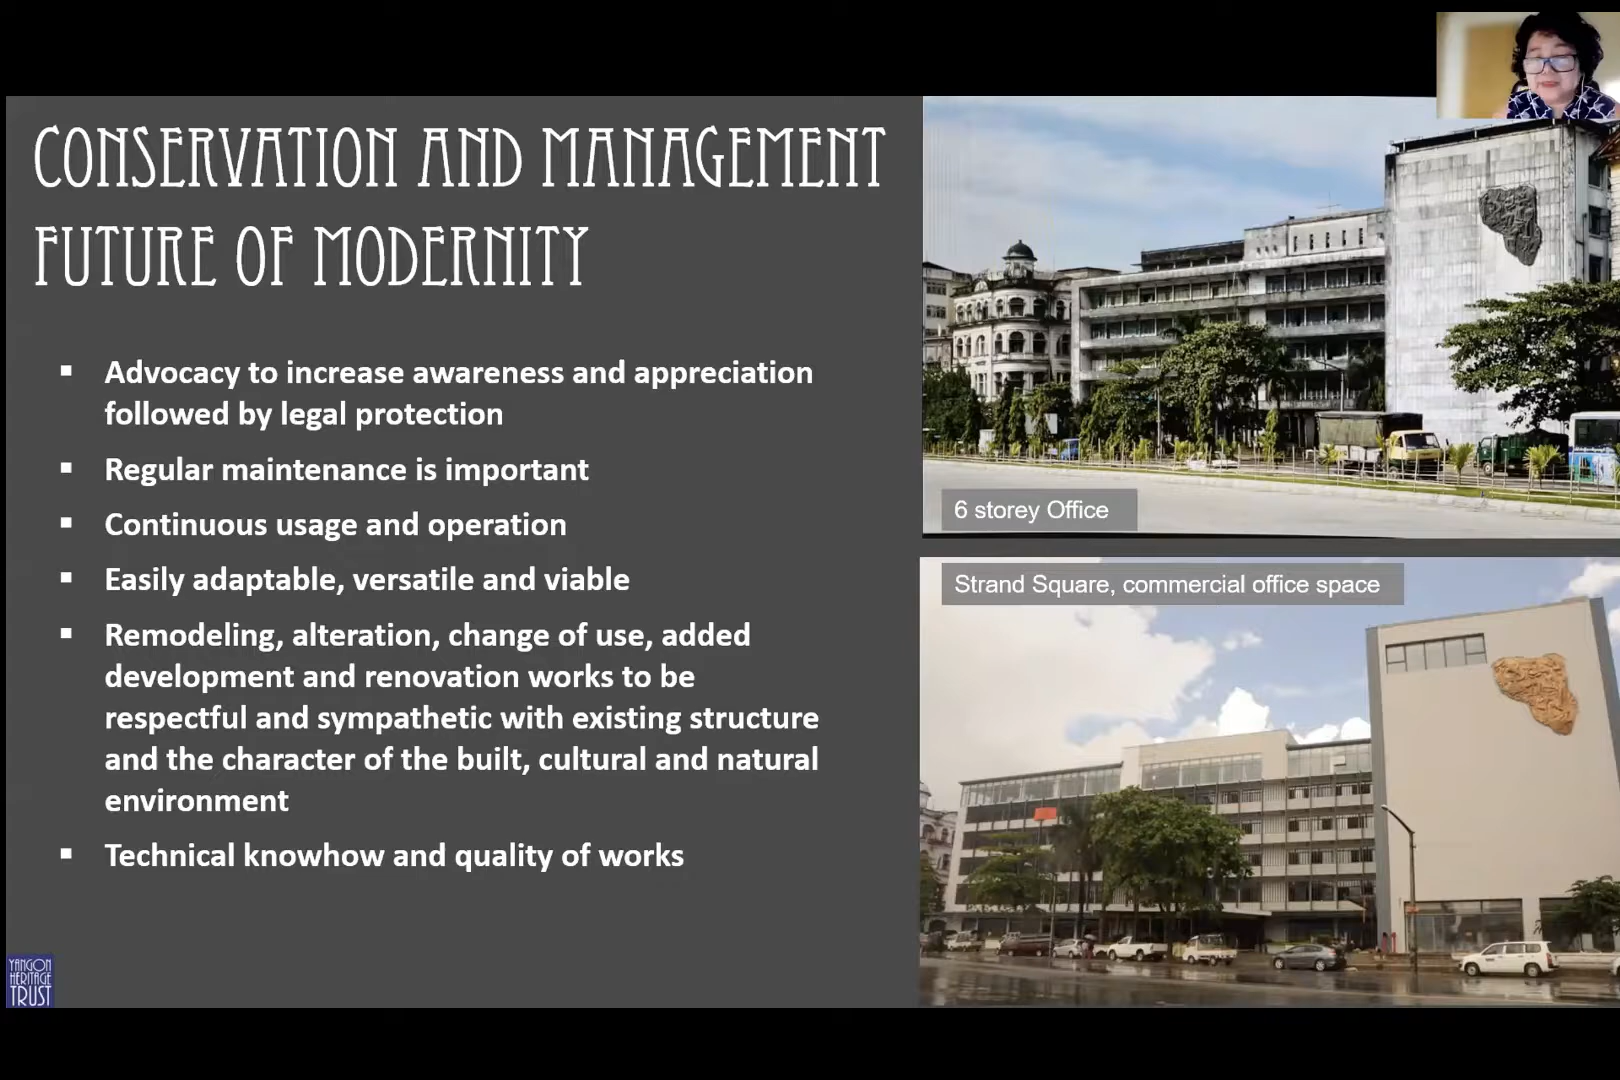 CONSERVATION AND MANAGEMENT
FUTURE OF MODERNITY
▪ Advocacy to increase awareness and appreciation
followed by legal protection
▪ Regular maintenance is important
▪ Continuous usage and operation
▪ Easily adaptable, versatile and viable
▪ Remodeling, alteration, change of use, added
development and renovation works to be
respectful and sympathetic with existing structure
and the character of the built, cultural and natural
environment
▪ Technical knowhow and quality of works
6 storey Office
Strand Square, commercial office space
YANGON
HERITAGE
TRUST